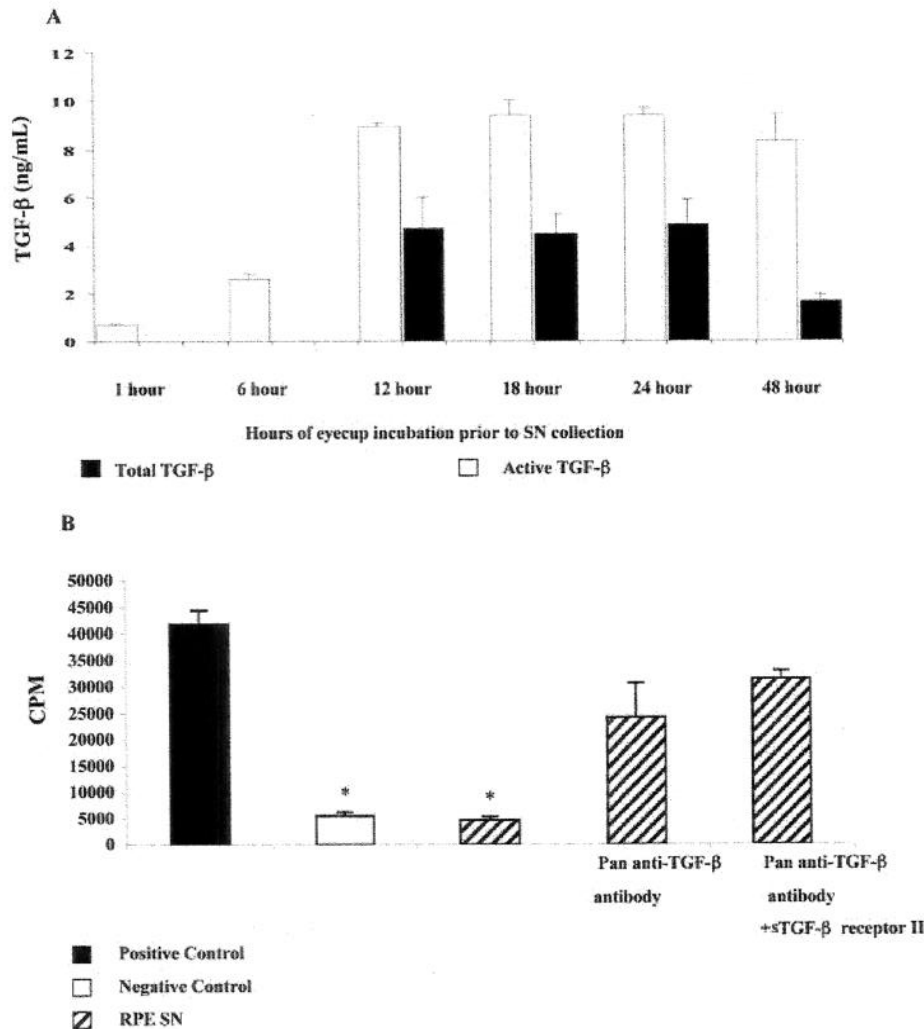 A
12
10
8
6
4
2
0
TGF-β (ng/mL)
1 hour 6 hour 12 hour 18 hour 24 hour 48 hour
Hours of eyecup incubation prior to SN collection
Total TGF-β Active TGF-β
B
50000
45000
40000
35000
30000
25000
20000
15000
10000
5000
0
CPM
* *
Pan anti-TGF-β Pan anti-TGF-β
antibody antibody
+sTGF-β receptor II
Positive Control
Negative Control
RPE SN